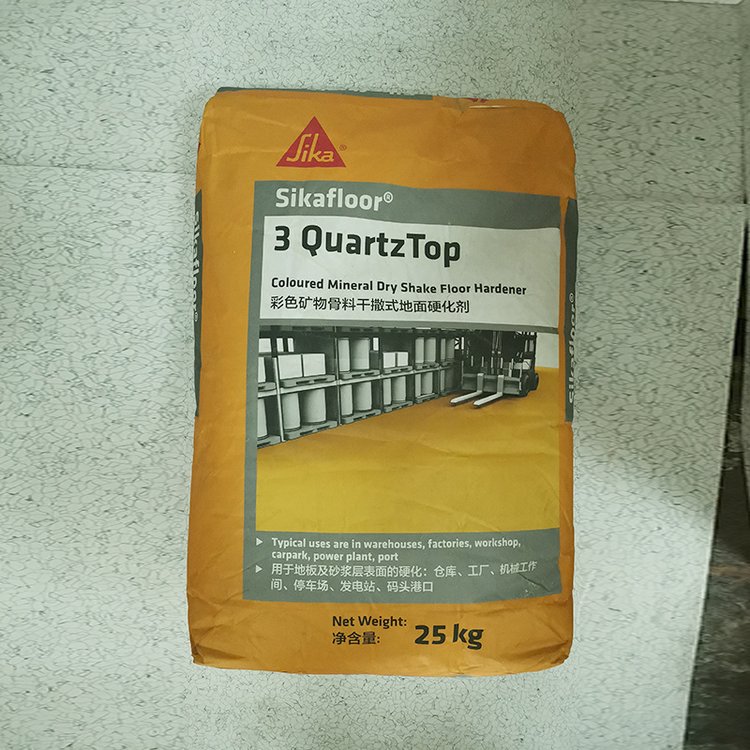 Sika®
Sikafloor®
3 QuartzTop
Coloured Mineral Dry Shake Floor Hardener
彩色矿物骨料干撒式地面硬化剂
Sikafloor®
Sikafloor®
Typical uses are in warehouses, factories, workshop,
carpark, power plant, port
用于地板及砂浆层表面的硬化：仓库、工厂、机械工作
间、停车场、发电站、码头港口
Net Weight:
净含量:
25 kg